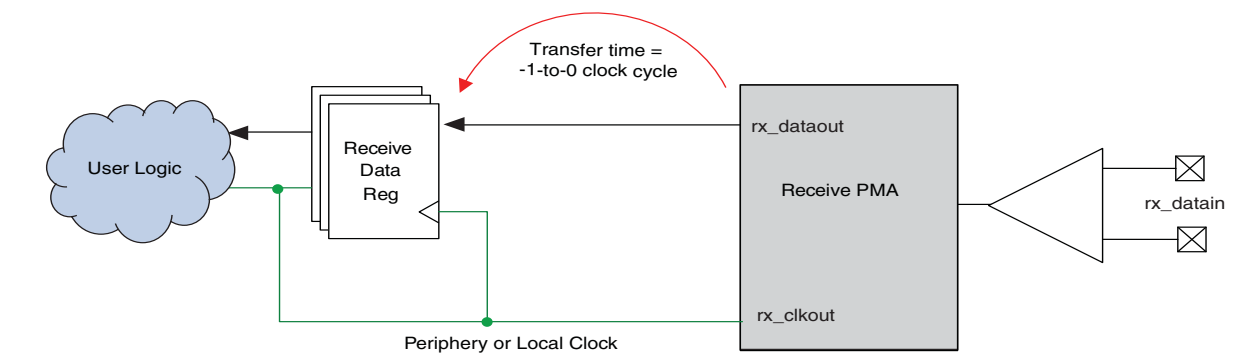 Transfer time =
-1-to-0 clock cycle
User Logic
Receive
Data
Reg
rx_dataout
Receive PMA
rx_datain
rx_clkout
Periphery or Local Clock